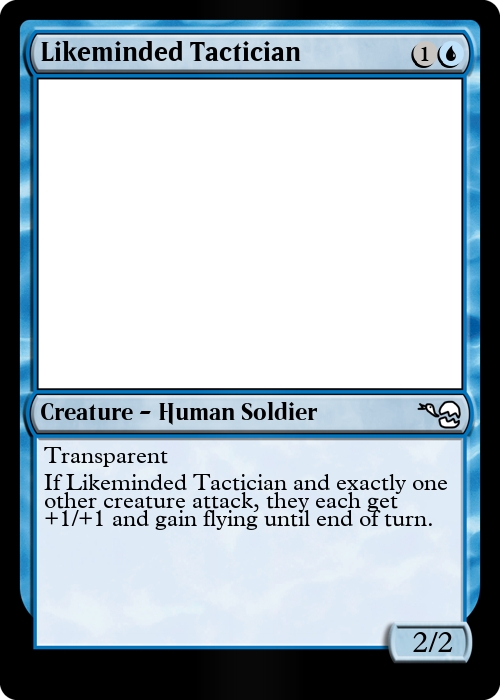 Likeminded Tactician 1
Creature – Human Soldier
Transparent
If Likeminded Tactician and exactly one
other creature attack, they each get
+1/+1 and gain flying until end of turn.
2/2